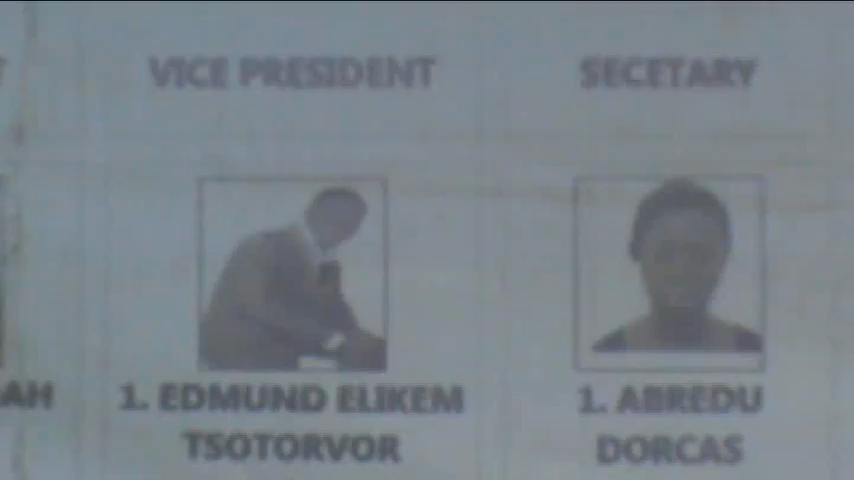 VICE PRESIDENT
SECETARY
AH
1. EDMUND ELIKEM
TSOTORVOR
1. ABREDU
DORCAS